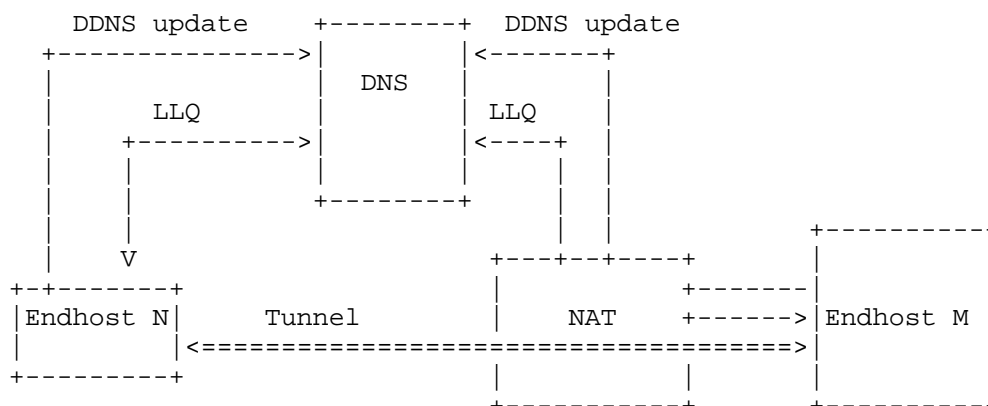 DDNS update DDNS update
DNS
LLQ LLQ
V
Endhost N Tunnel NAT Endhost M